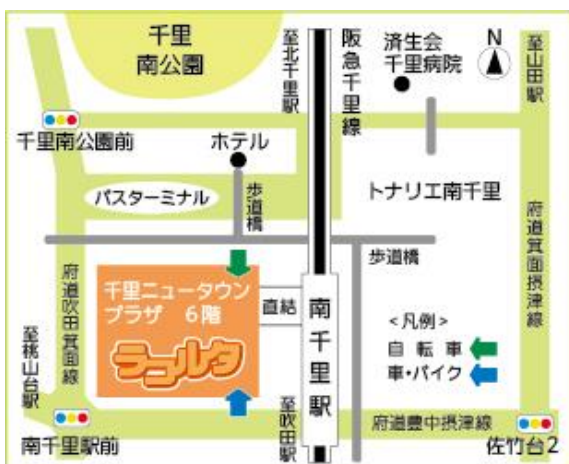 千里
南公園
至北千里駅
阪急千里線
済生会
千里病院
N
至山田駅
千里南公園前
ホテル
バスターミナル
歩道橋
トナリエ南千里
歩道橋
府道箕面摂津線
府道吹田箕面線
千里ニュータウン
プラザ 6階
ラコルタ
直結
南千里駅
<凡例>
自転車
車・バイク
至桃山台駅
南千里駅前
至吹田駅
府道豊中摂津線
佐竹台2